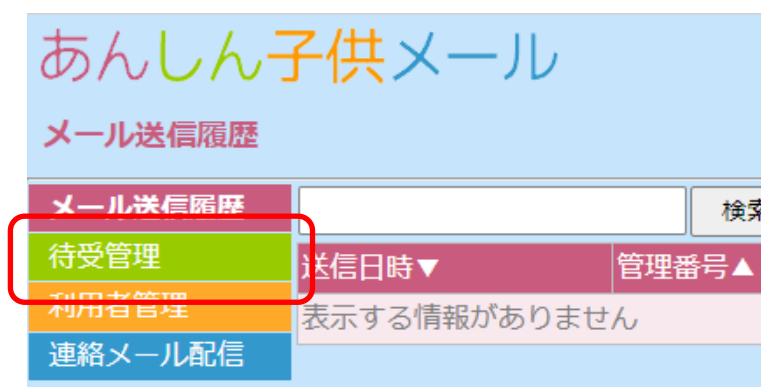 あんしん子供メール
メール送信履歴
メール送信履歴
検索
待受管理
送信日時▼ 管理番号▲
利用者管理
表示する情報がありません
連絡メール配信